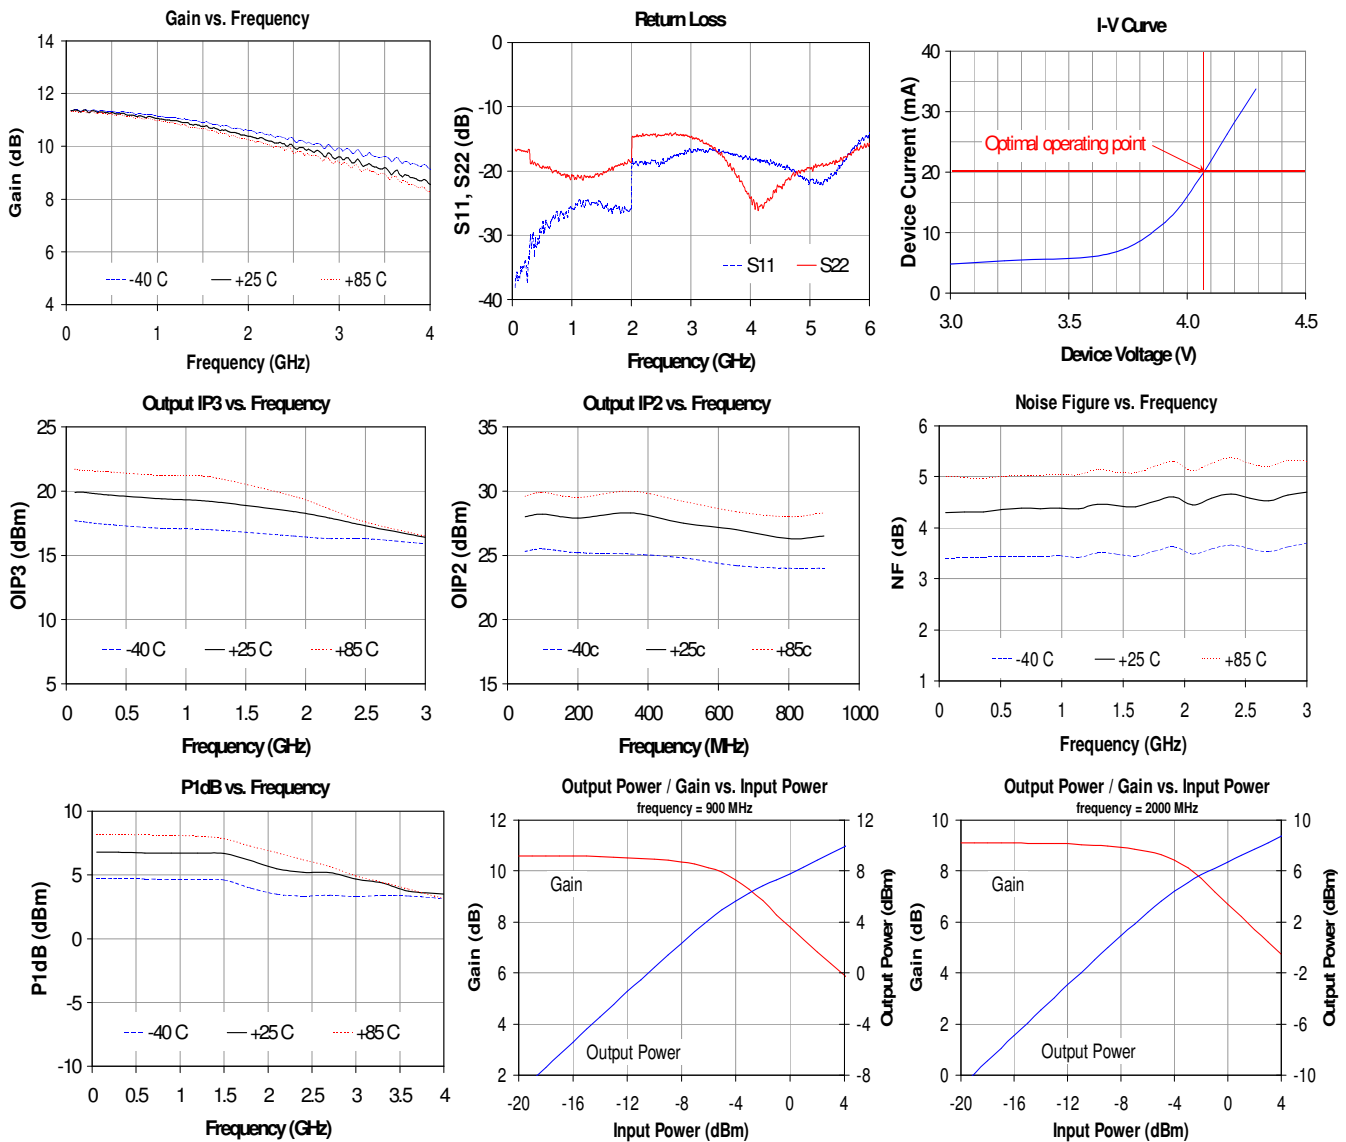 Gain vs. Frequency
14
12
10
8
6
4
Gain (dB)
-40 C
+25 C
+85 C
0 1 2 3 4
Frequency (GHz)
Return Loss
0
-10
-20
-30
-40
S11, S22 (dB)
S11
S22
0 1 2 3 4 5 6
Frequency (GHz)
I-V Curve
40
30
20
10
0
Device Current (mA)
Optimal operating point
3.0 3.5 4.0 4.5
Device Voltage (V)
Output IP3 vs. Frequency
25
20
15
10
5
OIP3 (dBm)
-40 C
+25 C
+85 C
0 0.5 1 1.5 2 2.5 3
Frequency (GHz)
Output IP2 vs. Frequency
35
30
25
20
15
OIP2 (dBm)
-40c
+25c
+85c
0 200 400 600 800 1000
Frequency (MHz)
Noise Figure vs. Frequency
6
5
4
3
2
1
NF (dB)
-40 C
+25 C
+85 C
0 0.5 1 1.5 2 2.5 3
Frequency (GHz)
P1dB vs. Frequency
10
5
0
-5
-10
P1dB (dBm)
-40 C
+25 C
+85 C
0 0.5 1 1.5 2 2.5 3 3.5 4
Frequency (GHz)
Output Power / Gain vs. Input Power
frequency = 900 MHz
12
10
8
6
4
2
Gain (dB)
Gain
Output Power
12
8
4
0
-4
-8
Output Power (dBm)
-20 -16 -12 -8 -4 0 4
Input Power (dBm)
Output Power / Gain vs. Input Power
frequency = 2000 MHz
10
8
6
4
2
0
Gain (dB)
Gain
Output Power
10
6
2
-2
-6
-10
Output Power (dBm)
-20 -16 -12 -8 -4 0 4
Input Power (dBm)